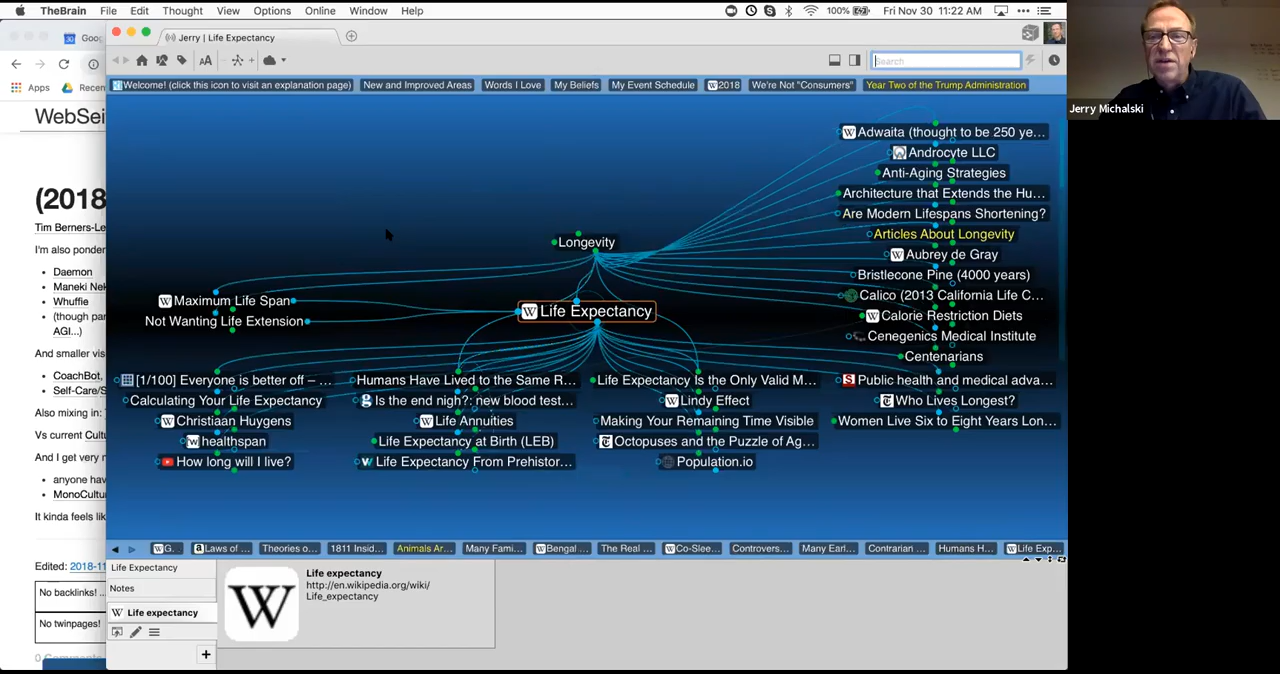 TheBrain File Edit Thought View Options Online Window Help 100% Fri Nov 30 11:22 AM
Goog
Jerry | Life Expectancy
AA
Search
Apps Recen
Welcome! (click this icon to visit an explanation page) New and Improved Areas Words I Love My Beliefs My Event Schedule 2018 We're Not "Consumers" Year Two of the Trump Administration
Jerry Michalski
WebSei
(2018
Tim Berners-Le
I'm also ponder
Daemon
Maneki Nek
Whuffie
(though par
AGI...)
And smaller vis
CoachBot,
Self-Care/S
Also mixing in:
Vs current Cultu
And I get very r
anyone hav
MonoCultur
It kinda feels lik
Edited: 2018-11
No backlinks! ..
No twinpages!
0 Comments
Adwaita (thought to be 250 ye...
Androcyte LLC
Anti-Aging Strategies
Architecture that Extends the Hu...
Are Modern Lifespans Shortening?
Articles About Longevity
Aubrey de Gray
Bristlecone Pine (4000 years)
Calico (2013 California Life C...
Calorie Restriction Diets
Cenegenics Medical Institute
Centenarians
Longevity
Maximum Life Span
Not Wanting Life Extension
Life Expectancy
[1/100] Everyone is better off – ...
Calculating Your Life Expectancy
Christiaan Huygens
healthspan
How long will I live?
Humans Have Lived to the Same R...
Is the end nigh?: new blood test...
Life Annuities
Life Expectancy at Birth (LEB)
Life Expectancy From Prehistor...
Life Expectancy Is the Only Valid M...
Lindy Effect
Making Your Remaining Time Visible
Octopuses and the Puzzle of Ag...
Population.io
Public health and medical adva...
Who Lives Longest?
Women Live Six to Eight Years Lon...
G. Laws of ... Theories o... 1811 Insid... Animals Ar... Many Fami... Bengal ... The Real ... Co-Slee... Controvers... Many Earl... Contrarian ... Humans H... Life Exp...
Life Expectancy
Notes
W Life expectancy
W
Life expectancy
http://en.wikipedia.org/wiki/
Life_expectancy